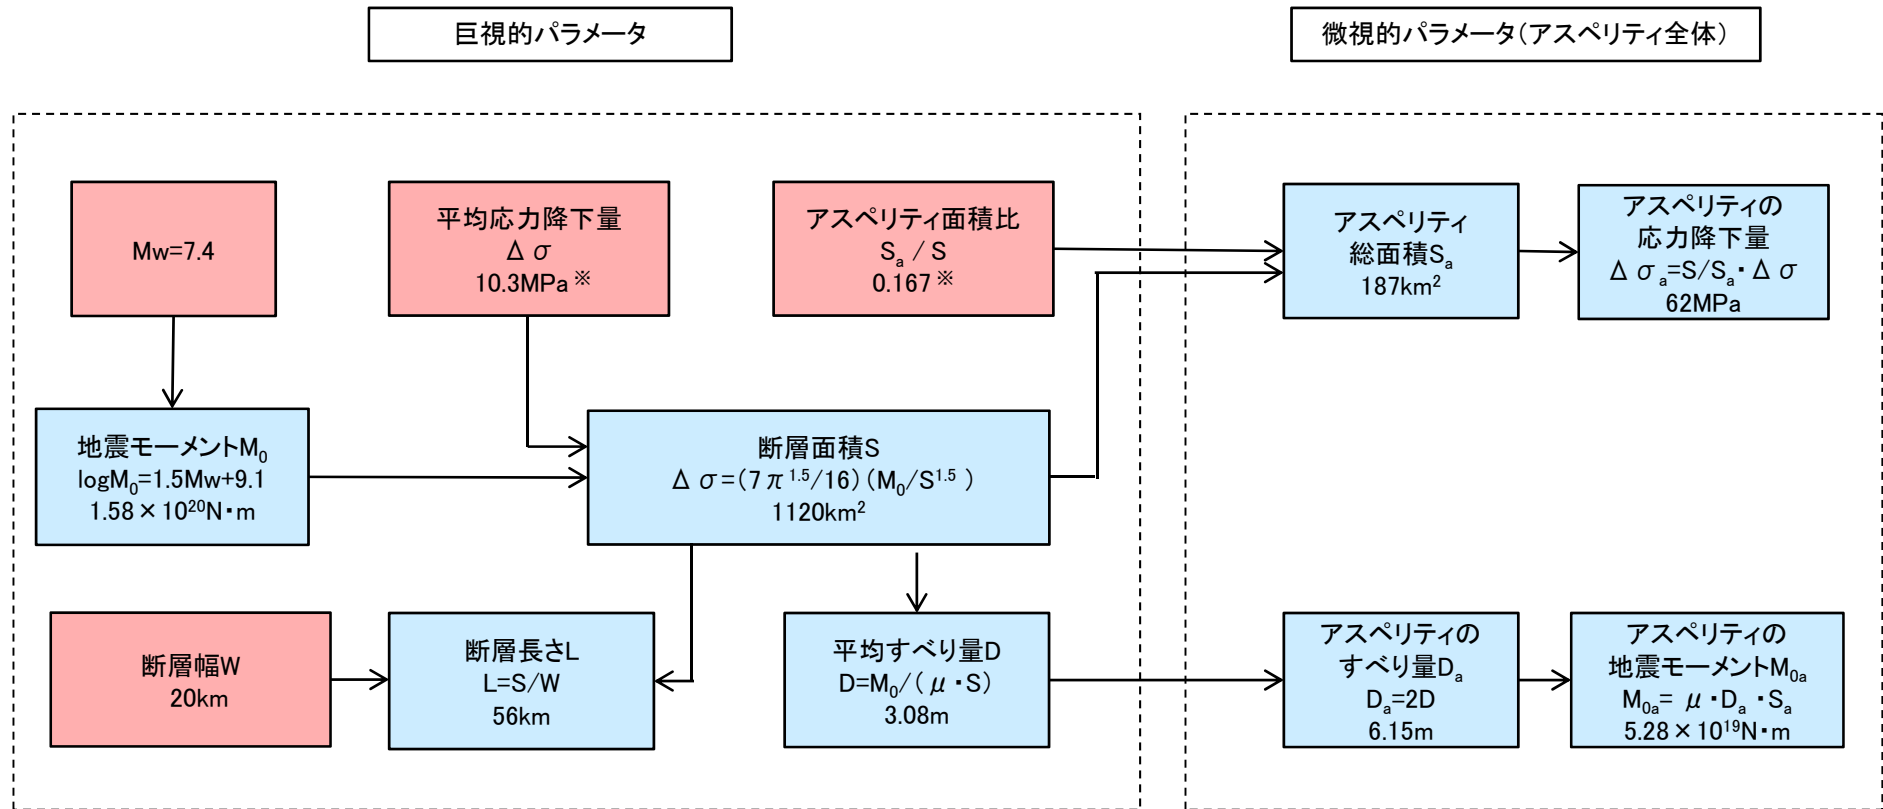 巨視的パラメータ
微視的パラメータ(アスペリティ全体)
Mw=7.4
平均応力降下量
Δσ
10.3MPa※
アスペリティ面積比
Sa / S
0.167※
アスペリティ
総面積Sa
187km²
アスペリティの
応力降下量
Δσa=S/Sa・Δσ
62MPa
地震モーメントM₀
logM₀=1.5Mw+9.1
1.58×10²⁰N・m
断層面積S
Δσ=(7π¹·⁵/16)(M₀/S¹·⁵)
1120km²
断層幅W
20km
断層長さL
L=S/W
56km
平均すべり量D
D=M₀/(μ・S)
3.08m
アスペリティの
すべり量Da
Da=2D
6.15m
アスペリティの
地震モーメントM₀a
M₀a= μ・Da・Sa
5.28×10¹⁹N・m